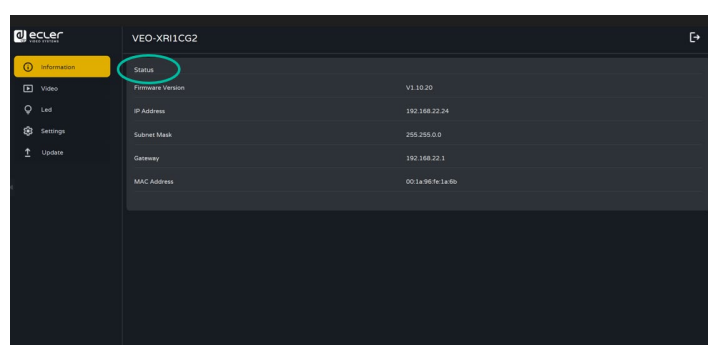 ecler
VIDEO SYSTEMS
VEO-XRI1CG2
Information
Video
Led
Settings
Update
Status
Firmware Version V1.10.20
IP Address 192.168.22.24
Subnet Mask 255.255.0.0
Gateway 192.168.22.1
MAC Address 00:1a:96:fe:1a:6b